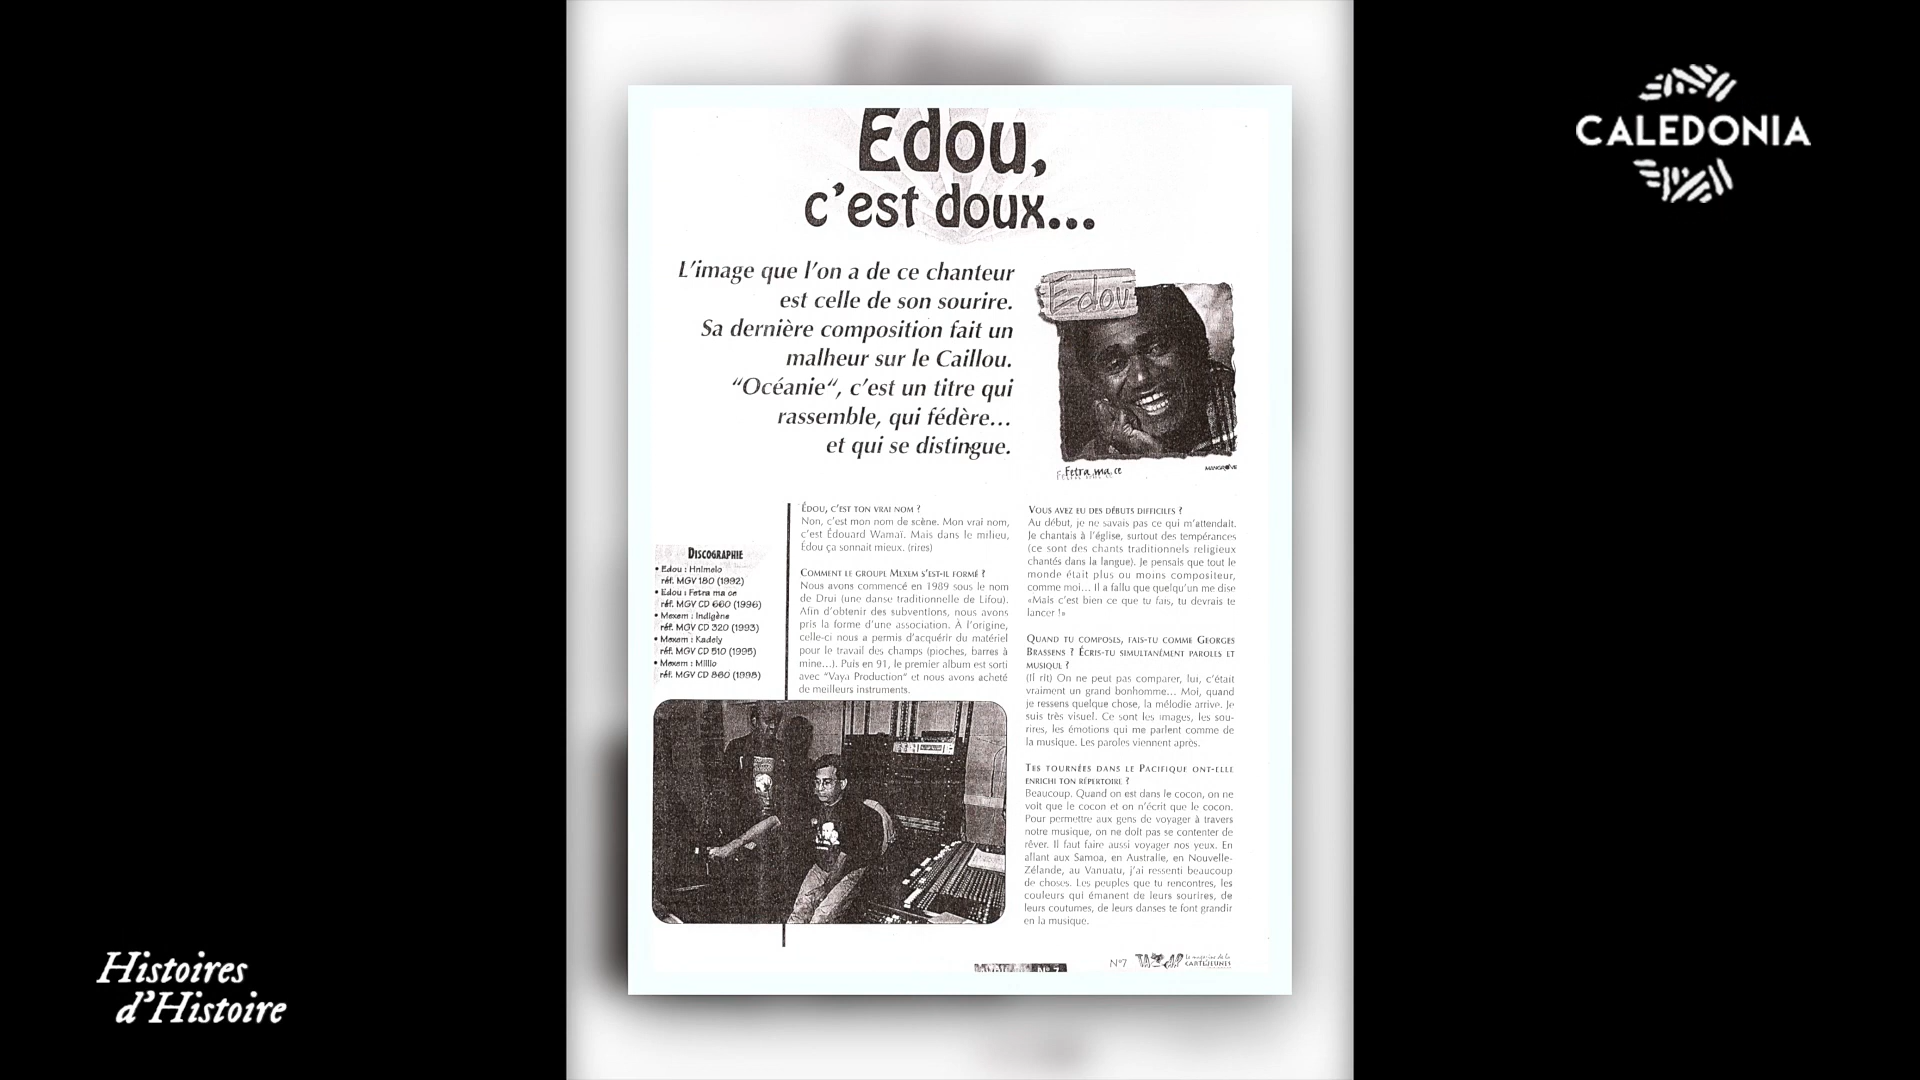 Edou,
c'est doux...
L'image que l'on a de ce chanteur
est celle de son sourire.
Sa dernière composition fait un
malheur sur le Caillou.
"Océanie", c'est un titre qui
rassemble, qui fédère...
et qui se distingue.
Edou
Fetra ma ce
MANGROVE
DISCOGRAPHIE
• Edou : Hnimelo
réf. MGV 180 (1992)
• Edou : Fetra ma ce
réf. MGV CD 660 (1996)
• Mexem : Indigène
réf. MGV CD 320 (1993)
• Mexem : Kadely
réf. MGV CD 510 (1995)
• Mexem : Milllo
réf. MGV CD 860 (1998)
ÉDOU, C'EST TON VRAI NOM ?
Non, c'est mon nom de scène. Mon vrai nom,
c'est Édouard Wamaï. Mais dans le milieu,
Édou ça sonnait mieux. (rires)
COMMENT LE GROUPE MEXEM S'EST-IL FORMÉ ?
Nous avons commencé en 1989 sous le nom
de Drui (une danse traditionnelle de Lifou).
Afin d'obtenir des subventions, nous avons
pris la forme d'une association. À l'origine,
celle-ci nous a permis d'acquérir du matériel
pour le travail des champs (pioches, barres à
mine...). Puis en 91, le premier album est sorti
avec "Vaya Production" et nous avons acheté
de meilleurs instruments.
VOUS AVEZ EU DES DÉBUTS DIFFICILES ?
Au début, je ne savais pas ce qui m'attendait.
Je chantais à l'église, surtout des tempérances
(ce sont des chants traditionnels religieux
chantés dans la langue). Je pensais que tout le
monde était plus ou moins compositeur,
comme moi... Il a fallu que quelqu'un me dise
«Mais c'est bien ce que tu fais, tu devrais te
lancer !»
QUAND TU COMPOSES, FAIS-TU COMME GEORGES
BRASSENS ? ÉCRIS-TU SIMULTANÉMENT PAROLES ET
MUSIQUE ?
(Il rit) On ne peut pas comparer, lui, c'était
vraiment un grand bonhomme... Moi, quand
je ressens quelque chose, la mélodie arrive. Je
suis très visuel. Ce sont les images, les sou-
rires, les émotions qui me parlent comme de
la musique. Les paroles viennent après.
TES TOURNÉES DANS LE PACIFIQUE ONT-ELLE
ENRICHI TON RÉPERTOIRE ?
Beaucoup. Quand on est dans le cocon, on ne
voit que le cocon et on n'écrit que le cocon.
Pour permettre aux gens de voyager à travers
notre musique, on ne doit pas se contenter de
rêver. Il faut faire aussi voyager nos yeux. En
allant aux Samoa, en Australie, en Nouvelle-
Zélande, au Vanuatu, j'ai ressenti beaucoup
de choses. Les peuples que tu rencontres, les
couleurs qui émanent de leurs sourires, de
leurs coutumes, de leurs danses te font grandir
en la musique.
N°7
le magazine de la
CARTE JEUNES
CALEDONIA
Histoires
d'Histoire